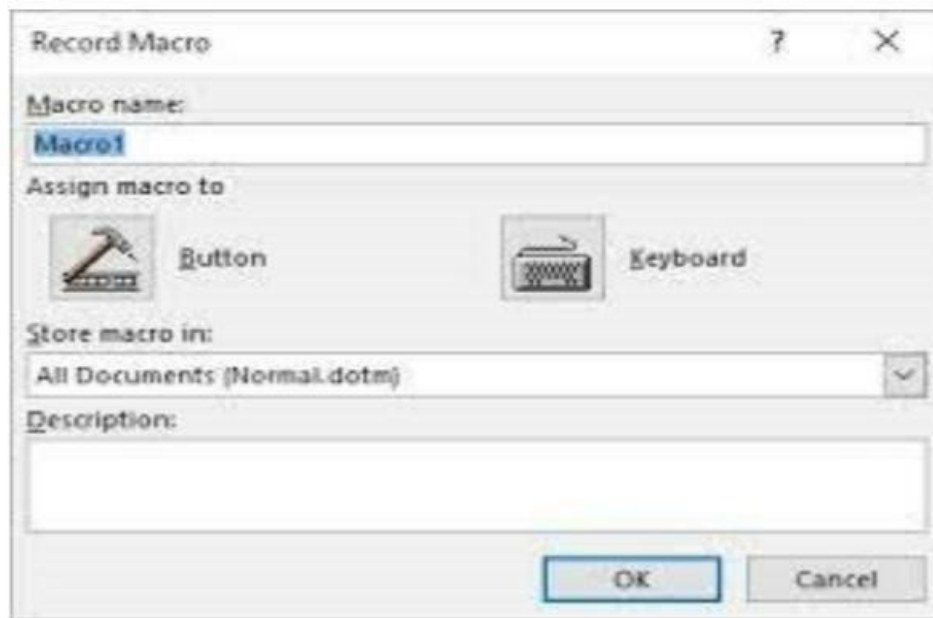 Record Macro ? ×
Macro name:
Macro1
Assign macro to
Button Keyboard
Store macro in:
All Documents (Normal.dotm)
Description:
OK Cancel